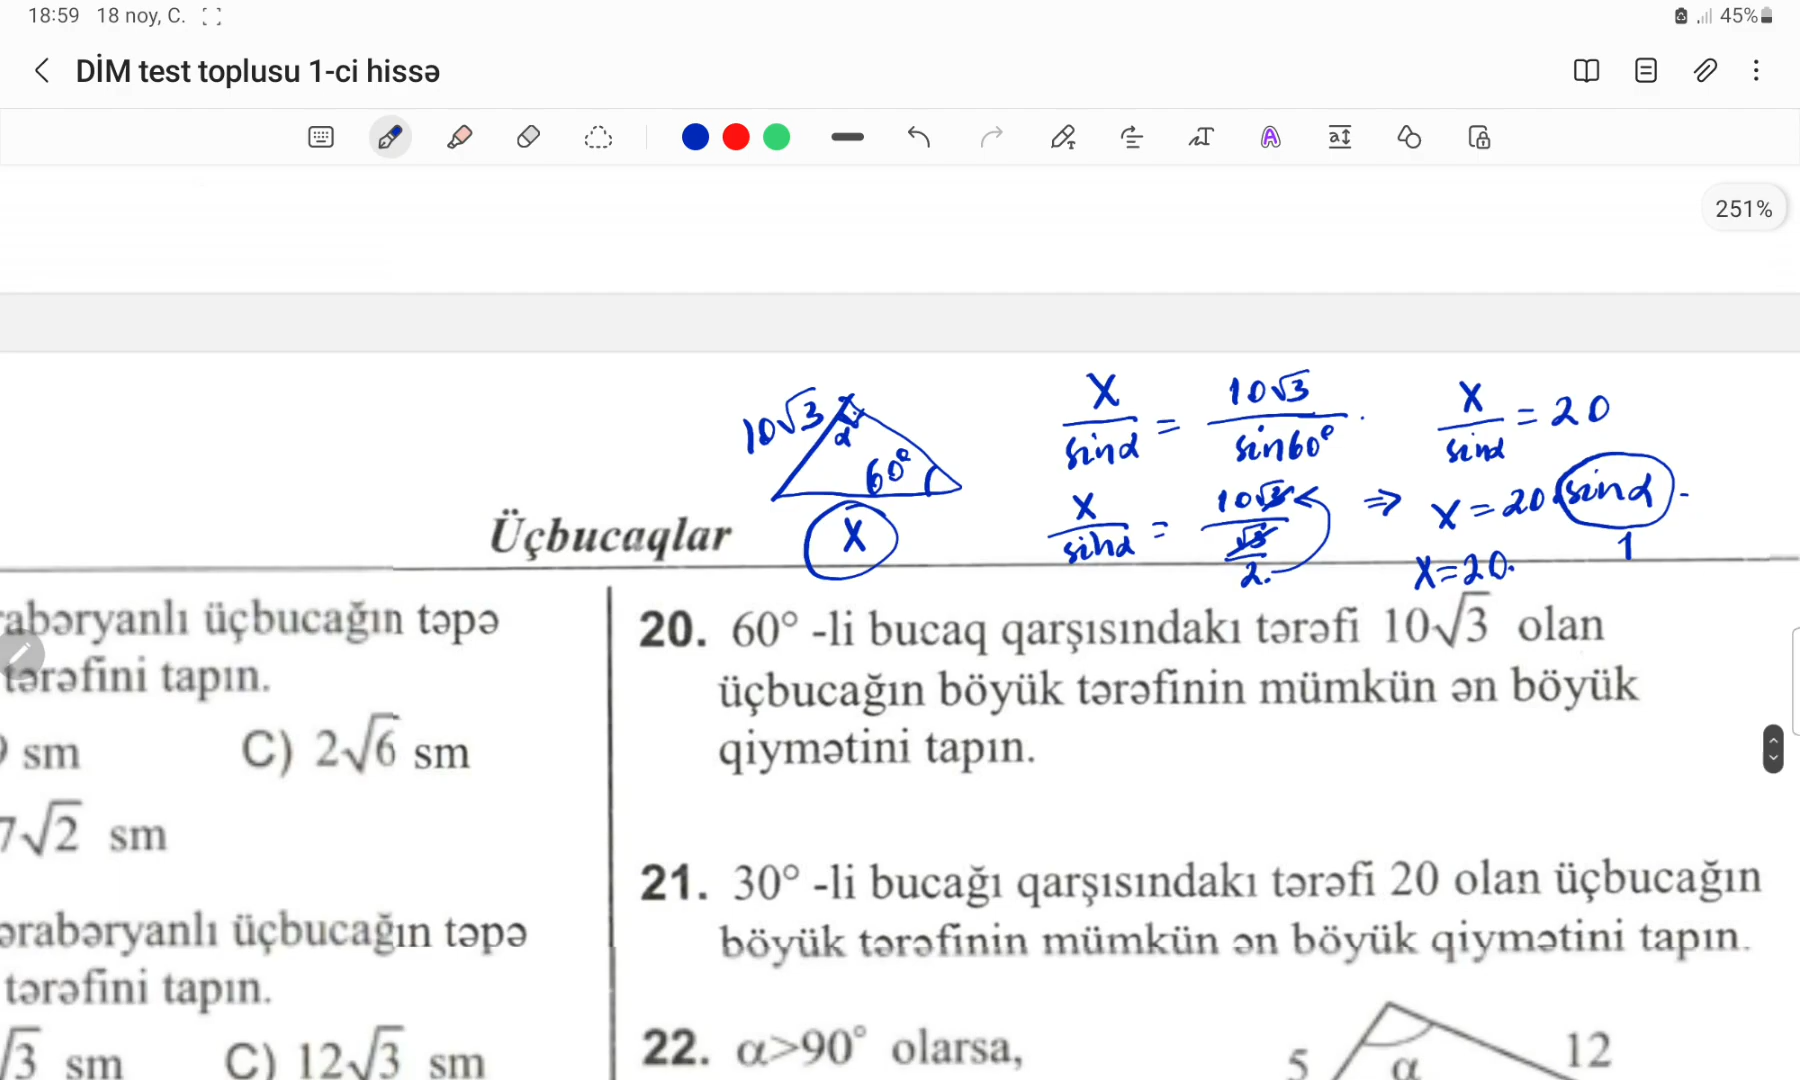 18:59 18 noy, C.
45%
DİM test toplusu 1-ci hissə
251%
10√3
α
60°
x
x/sinα = 10√3/sin60°.
x/sinα = 10√3/(√3/2).
⇒
x/sinα = 20
x=20·sinα.
1
x=20.
Üçbucaqlar
rabəryanlı üçbucağın təpə
tərəfini tapın.
sm C) 2√6 sm
7√2 sm
ərabəryanlı üçbucağın təpə
tərəfini tapın.
√3 sm C) 12√3 sm
20. 60° -li bucaq qarşısındakı tərəfi 10√3 olan
üçbucağın böyük tərəfinin mümkün ən böyük
qiymətini tapın.
21. 30° -li bucağı qarşısındakı tərəfi 20 olan üçbucağın
böyük tərəfinin mümkün ən böyük qiymətini tapın.
22. α>90° olarsa,
5 α 12